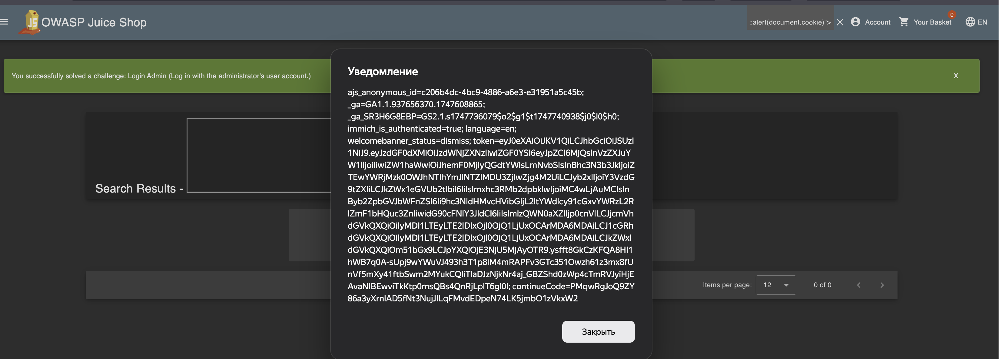 OWASP Juice Shop
:alert(document.cookie)">
Account
Your Basket
0
EN
You successfully solved a challenge: Login Admin (Log in with the administrator's user account.)
X
Уведомление
ajs_anonymous_id=c206b4dc-4bc9-4886-a6e3-e31951a5c45b;
_ga=GA1.1.937656370.1747608865;
_ga_SR3H6G8EBP=GS2.1.s1747736079$o2$g1$t1747740938$j0$l0$h0;
immich_is_authenticated=true; language=en;
welcomebanner_status=dismiss; token=eyJ0eXAiOiJKV1QiLCJhbGciOiJSUzI
1NiJ9.eyJzdGF0dXMiOiJzdWNjZXNzIiwiZGF0YSI6eyJpZCI6MjQsInVzZXJuY
W1lIjoiIiwiZW1haWwiOiJhemF0MjIyQGdtYWlsLmNvbSIsInBhc3N3b3JkIjoiZ
TEwYWRjMzk0OWJhNTlhYmJlNTZlMDU3ZjIwZjg4M2UiLCJyb2xlIjoiY3VzdG
9tZXIiLCJkZWx1eGVUb2tlbiI6IiIsImxhc3RMb2dpbklwIjoiMC4wLjAuMCIsIn
Byb2ZpbGVJbWFnZSI6Ii9hc3NldHMvcHVibGljL2ltYWdlcy91cGxvYWRzL2R
lZmF1bHQuc3ZnIiwidG90cFNlY3JldCI6IiIsImlzQWN0aXZlIjp0cnVlLCJjcmVh
dGVkQXQiOiIyMDI1LTEyLTE2IDIxOjI0OjQ1LjUxOCArMDA6MDAiLCJ1cGRh
dGVkQXQiOiIyMDI1LTEyLTE2IDIxOjI0OjQ1LjUxOCArMDA6MDAiLCJkZWxl
dGVkQXQiOm51bGx9LCJpYXQiOjE3NjU5MjAyOTR9.ysfft8GkCzKFQA8Hl1
hWB7q0A-sUpj9wYWuVJ493h3T1p8lM4mRAPFv3GTc351Owzh61z3mx8fU
nVf5mXy41ftbSwm2MYukCQIiTlaDJzNjkNr4aj_GBZShd0zWp4cTmRVJyiHjE
AvaNIBEwviTkKtp0msQBs4QnRjLplT6gl0I; continueCode=PMqwRgJoQ9ZY
86a3yXrnlAD5fNt3NujJILqFMvdEDpeN74LK5jmbO1zVkxW2
Закрыть
Search Results -
Items per page:
12
0 of 0